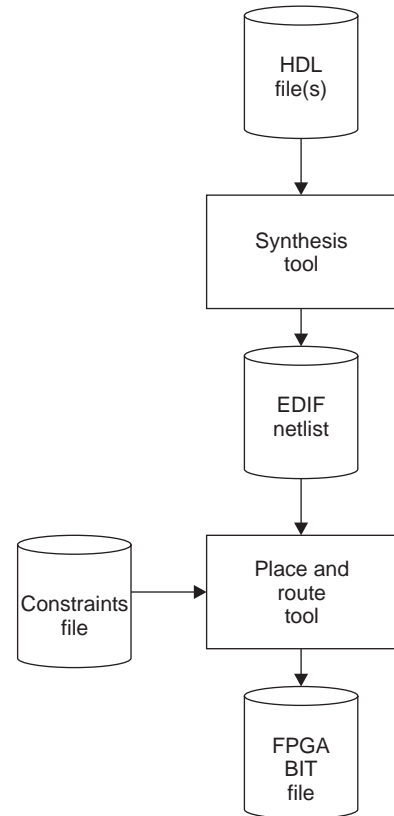 HDL
file(s)
Synthesis
tool
EDIF
netlist
Place and
route
tool
Constraints
file
FPGA
BIT
file